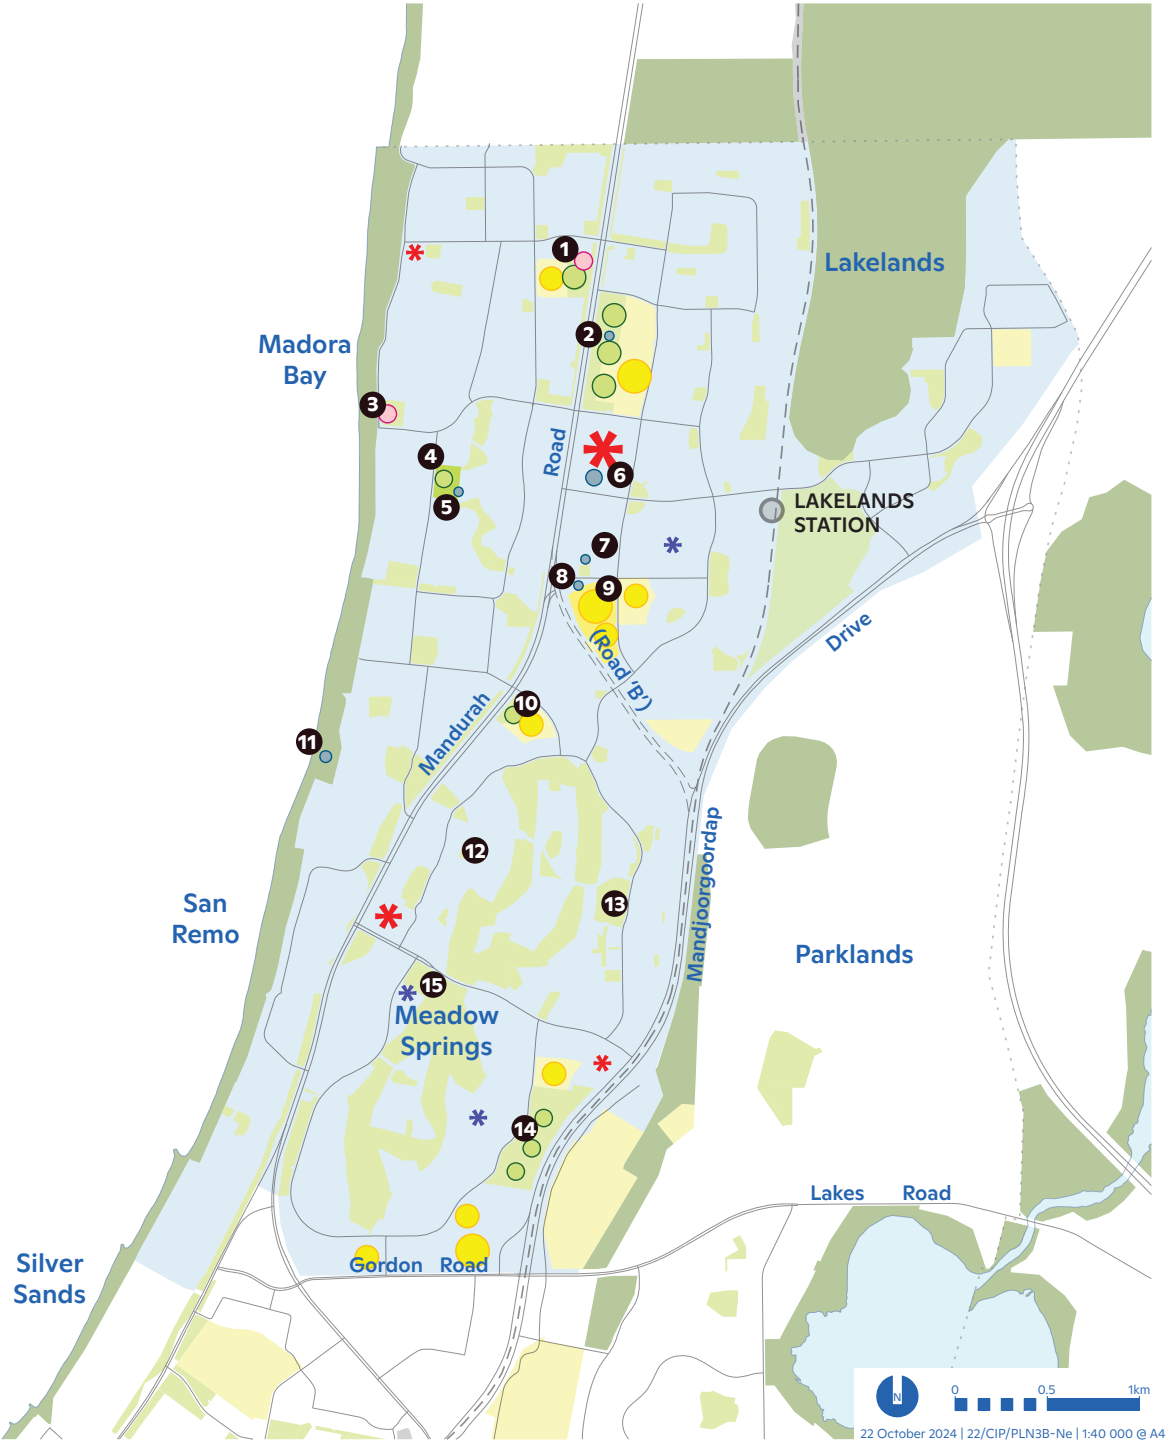 1
Lakelands
2
Madora
Bay
3
Road
4
6
5
LAKELANDS
STATION
7
8
9
Drive
(Road ‘B’)
10
Mandurah
11
12
Mandjoorgoordap
13
San
Remo
Parklands
15
Meadow
Springs
14
Lakes Road
Silver
Sands
Gordon Road
N
0 0.5 1km
22 October 2024 | 22/CIP/PLN3B-Ne | 1:40 000 @ A4